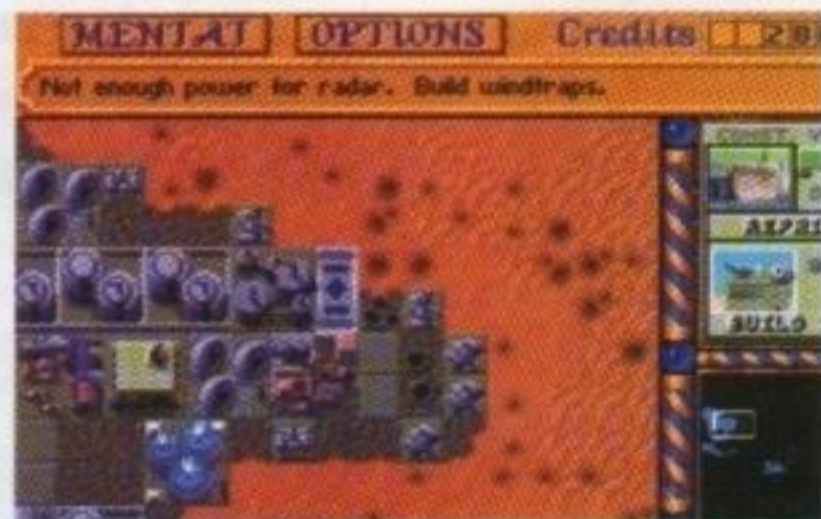 MENTAT OPTIONS Credits
Not enough power for radar. Build windtraps.
BUILD